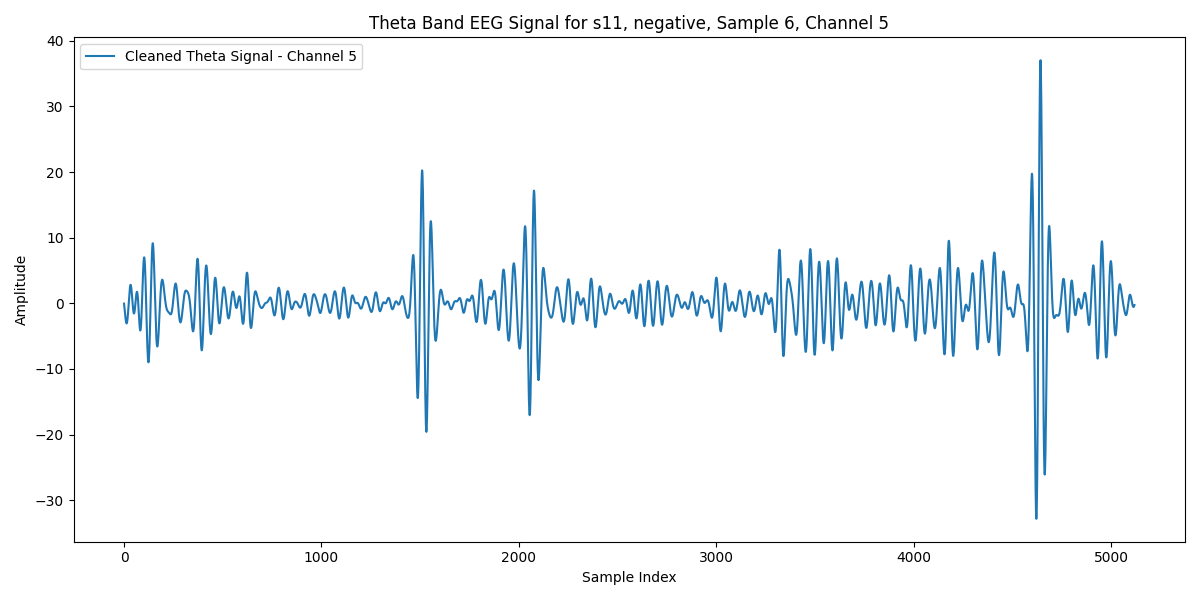 Theta Band EEG Signal for s11, negative, Sample 6, Channel 5
Cleaned Theta Signal - Channel 5
Amplitude
40
30
20
10
0
−10
−20
−30
0 1000 2000 3000 4000 5000
Sample Index